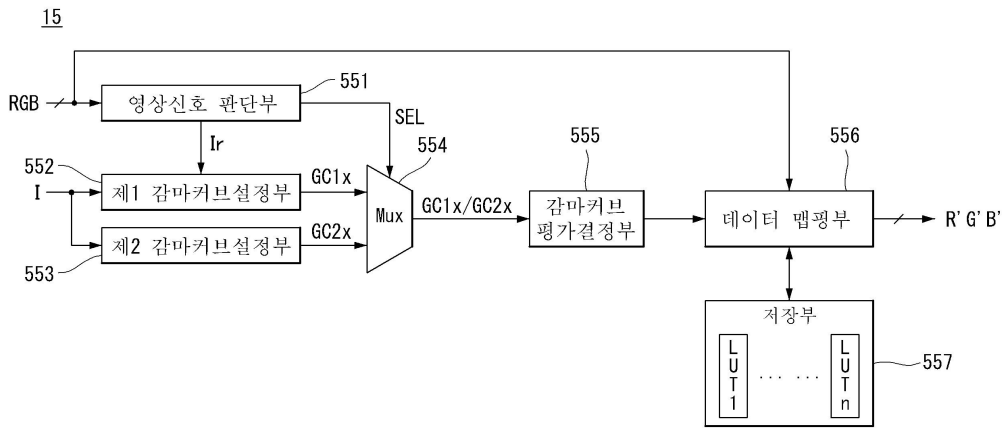 15
551
RGB
영상신호 판단부
SEL
Ir
552
554
555
556
I
제1 감마커브설정부
GC1x
Mux
GC1x/GC2x
감마커브
평가결정부
데이터 맵핑부
R'G'B'
제2 감마커브설정부
GC2x
553
저장부
LUT1
... ...
LUTn
557